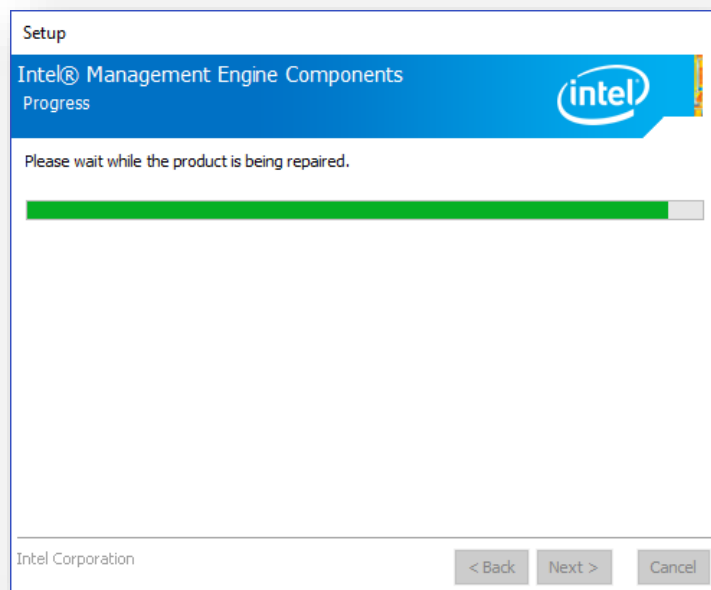 Setup
Intel® Management Engine Components
Progress
intel
Please wait while the product is being repaired.
Intel Corporation
< Back Next > Cancel